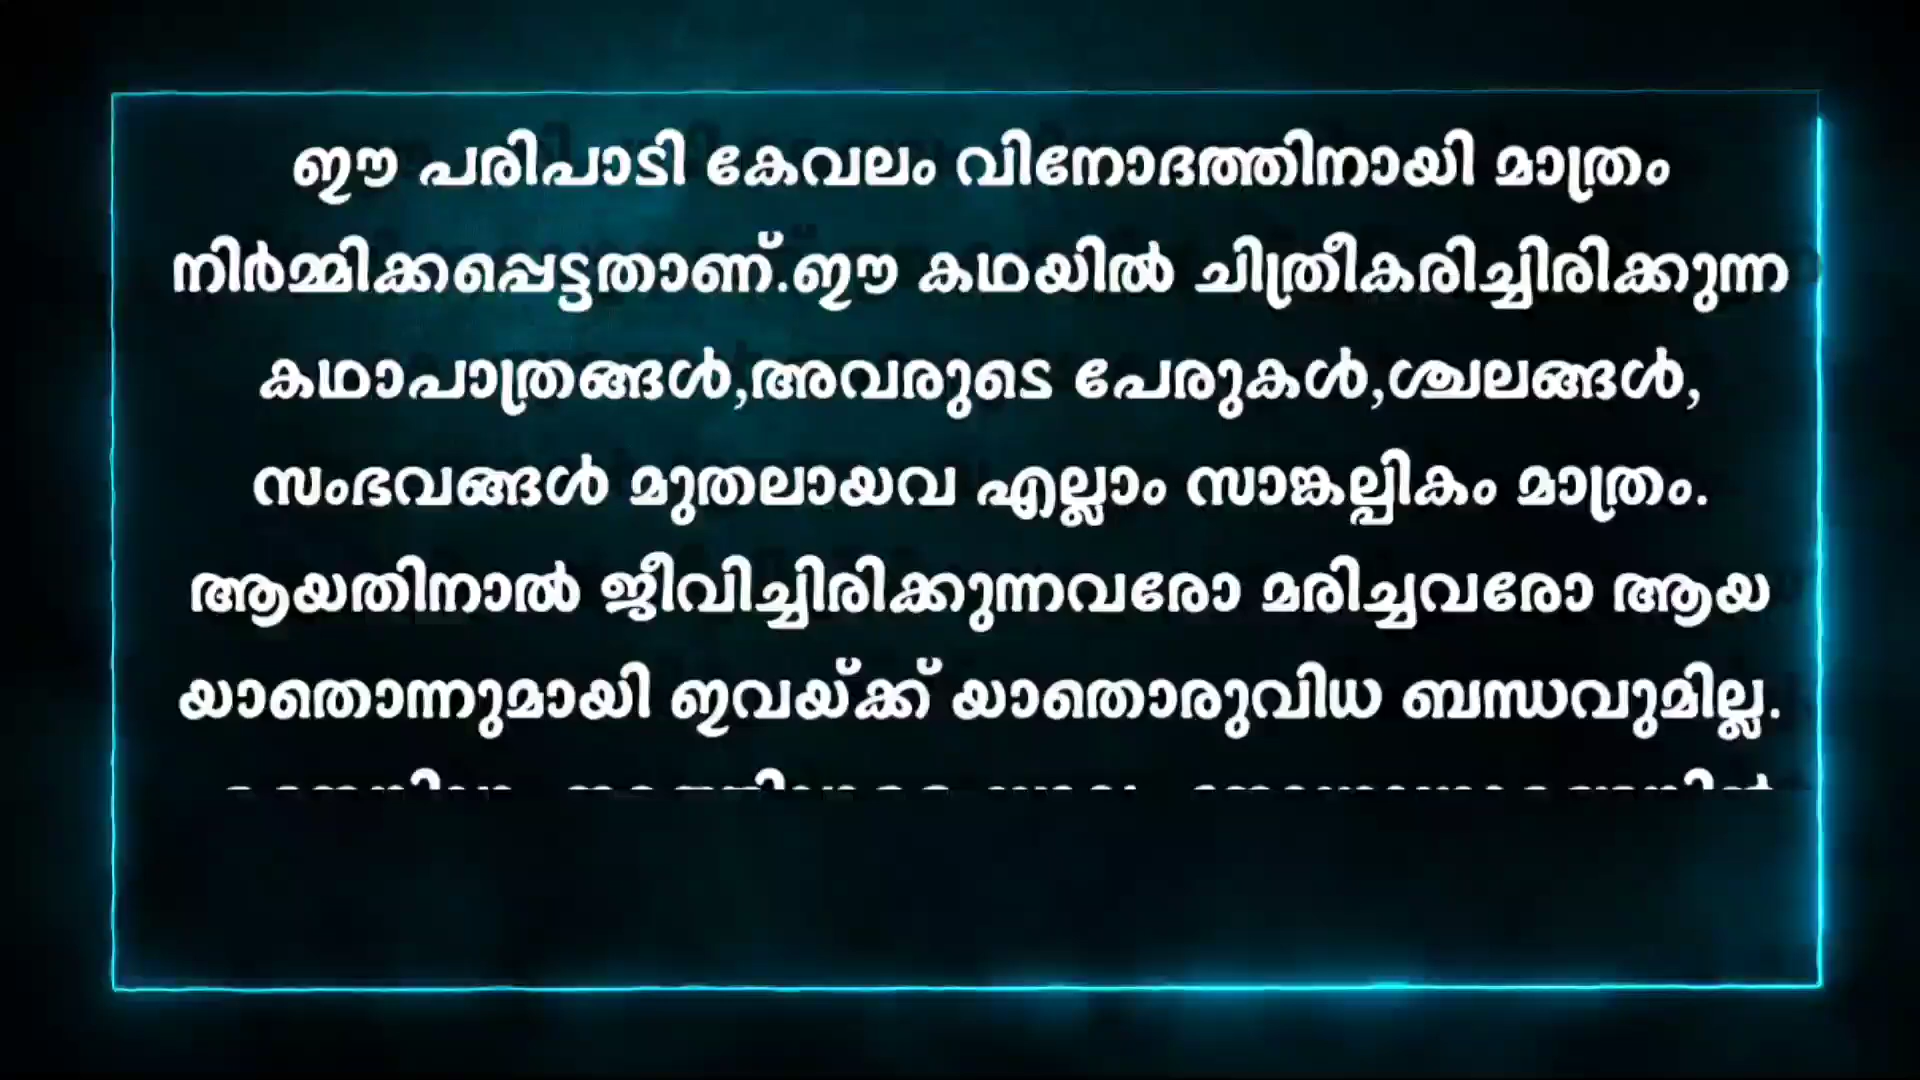 ഈ പരിപാടി കേവലം വിനോദത്തിനായി മാത്രം
നിർമ്മിക്കപ്പെട്ടതാണ്.ഈ കഥയിൽ ചിത്രീകരിച്ചിരിക്കുന്ന
കഥാപാത്രങ്ങൾ,അവരുടെ പേരുകൾ,ശ്ചലങ്ങൾ,
സംഭവങ്ങൾ മുതലായവ എല്ലാം സാങ്കല്പികം മാത്രം.
ആയതിനാൽ ജീവിച്ചിരിക്കുന്നവരോ മരിച്ചവരോ ആയ
യാതൊന്നുമായി ഇവയ്ക്ക് യാതൊരുവിധ ബന്ധവുമില്ല.